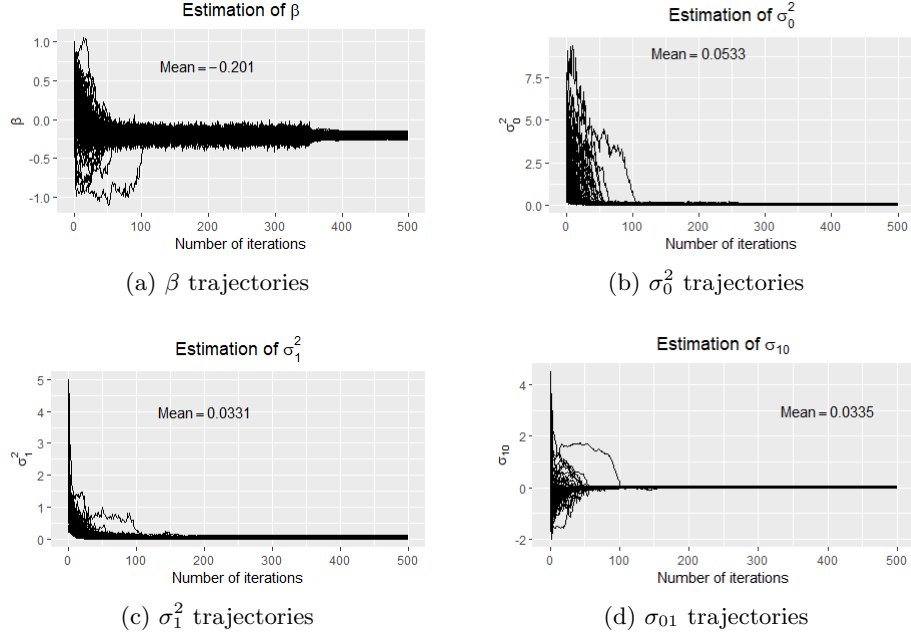 Estimation of β
Mean = −0.201
1.0
0.5
0.0
-0.5
-1.0
β
0 100 200 300 400 500
Number of iterations
(a) β trajectories
Estimation of σ₀²
Mean = 0.0533
7.5
5.0
2.5
0.0
σ₀²
0 100 200 300 400 500
Number of iterations
(b) σ₀² trajectories
Estimation of σ₁²
Mean = 0.0331
5
4
3
2
1
0
σ₁²
0 100 200 300 400 500
Number of iterations
(c) σ₁² trajectories
Estimation of σ₁₀
Mean = 0.0335
4
2
0
-2
σ₁₀
0 100 200 300 400 500
Number of iterations
(d) σ₀₁ trajectories